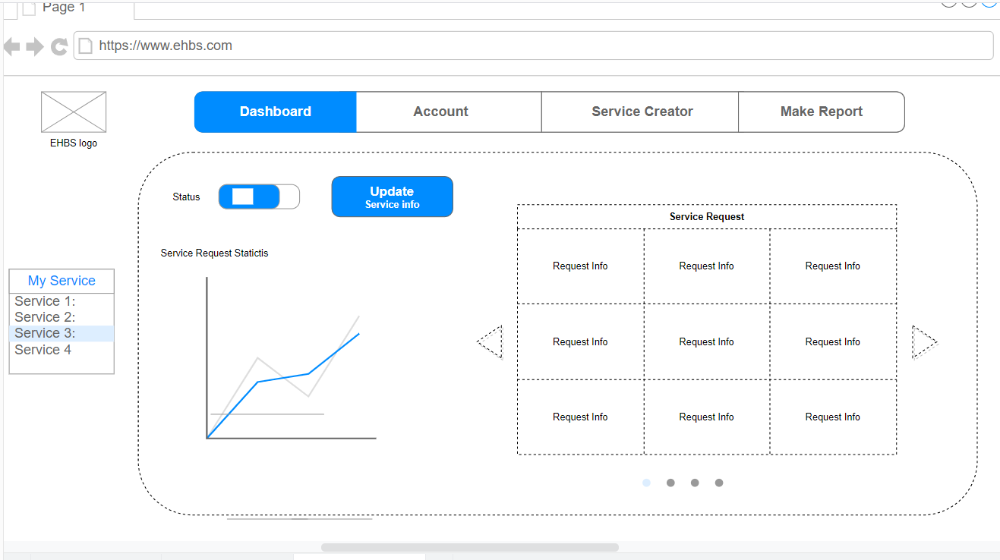 Page 1
https://www.ehbs.com
EHBS logo
Dashboard
Account
Service Creator
Make Report
Status
Update
Service info
Service Request Statictis
My Service
Service 1:
Service 2:
Service 3:
Service 4
Service Request
Request Info
Request Info
Request Info
Request Info
Request Info
Request Info
Request Info
Request Info
Request Info